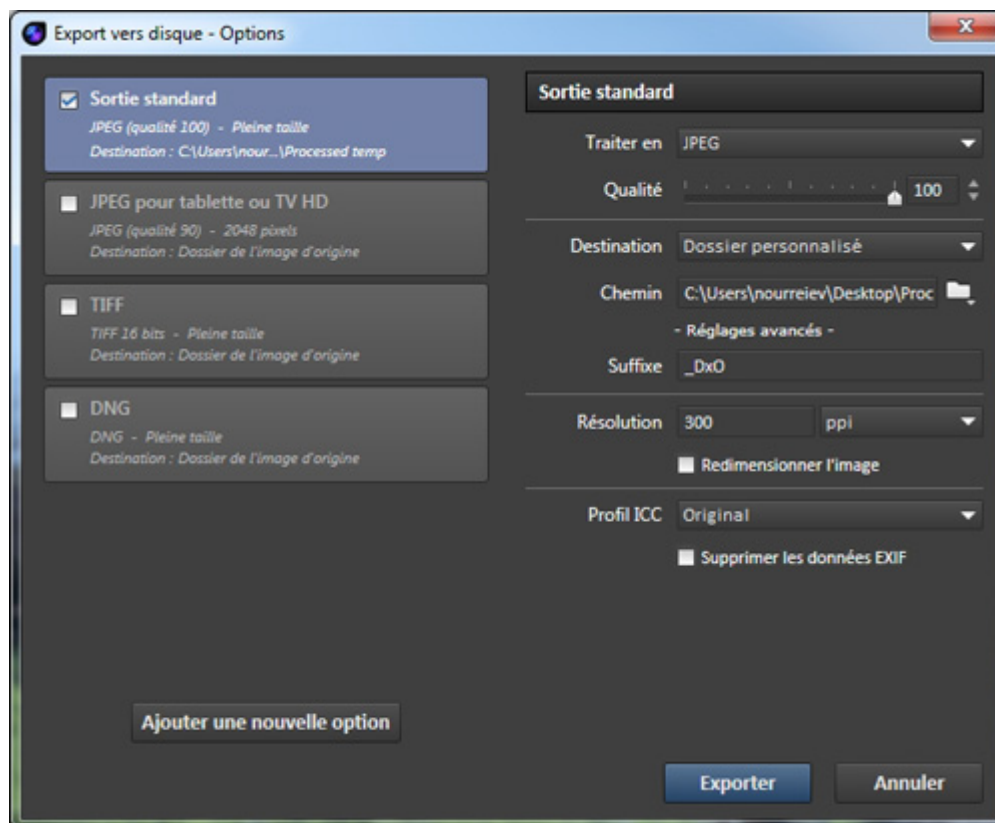 Export vers disque - Options
Sortie standard
JPEG (qualité 100) - Pleine taille
Destination : C:\Users\nour...\Processed temp
JPEG pour tablette ou TV HD
JPEG (qualité 90) - 2048 pixels
Destination : Dossier de l'image d'origine
TIFF
TIFF 16 bits - Pleine taille
Destination : Dossier de l'image d'origine
DNG
DNG - Pleine taille
Destination : Dossier de l'image d'origine
Ajouter une nouvelle option
Sortie standard
Traiter en JPEG
Qualité 100
Destination Dossier personnalisé
Chemin C:\Users\nourreiev\Desktop\Proc
- Réglages avancés -
Suffixe _DxO
Résolution 300 ppi
Redimensionner l'image
Profil ICC Original
Supprimer les données EXIF
Exporter Annuler